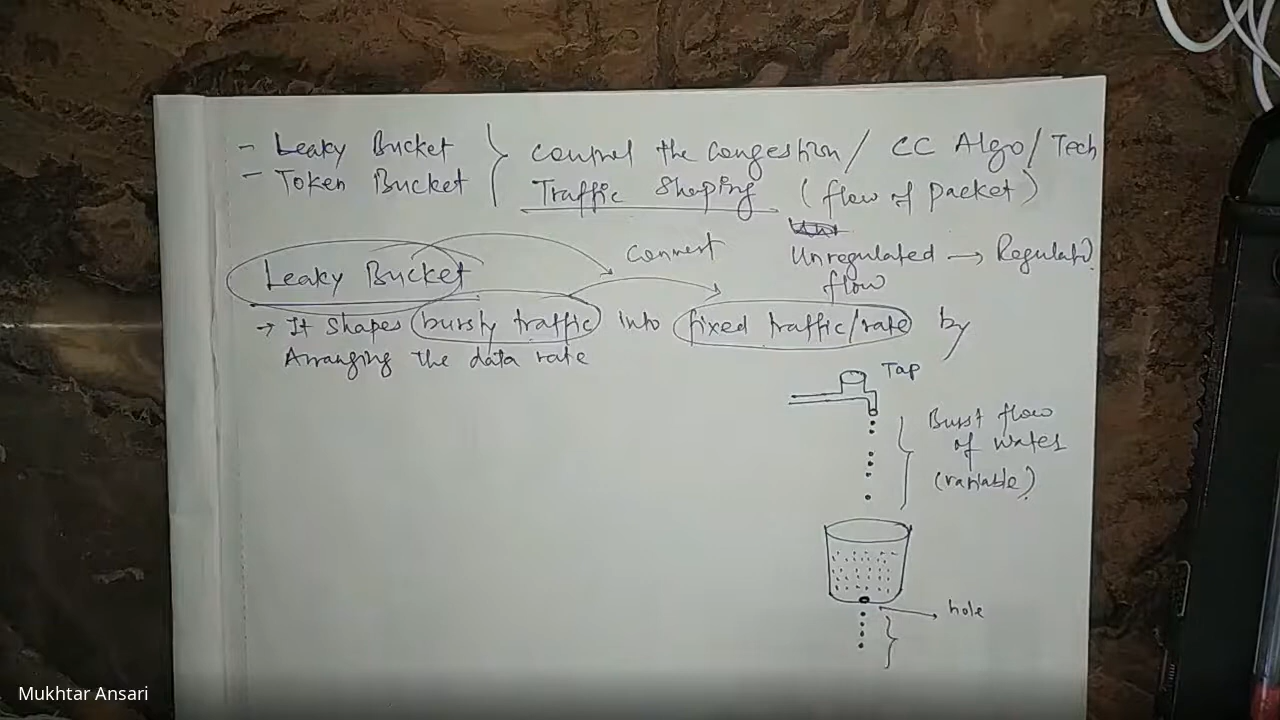 - Leaky Bucket } control the congestion / CC Algo / Tech
- Token Bucket } Traffic Shaping (flow of packet)
convert
Unregulated → Regulated
flow
Leaky Bucket
→ It shapes bursty traffic into fixed traffic/rate by
Arranging the data rate
Tap
Burst flow
of water
(variable)
hole
Mukhtar Ansari